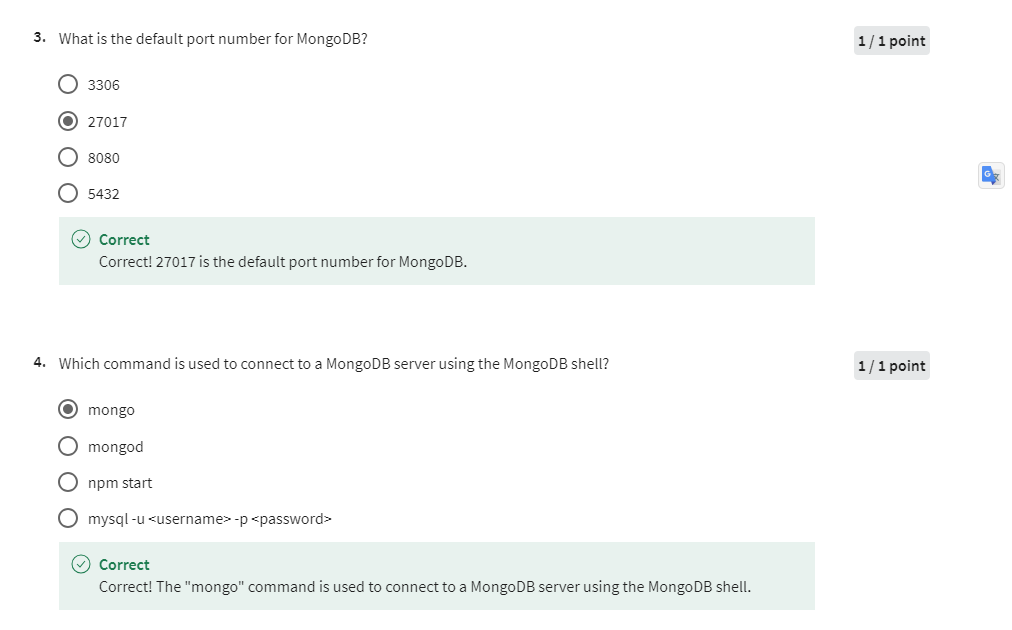 3. What is the default port number for MongoDB?
1 / 1 point
3306
27017
8080
5432
Correct
Correct! 27017 is the default port number for MongoDB.
4. Which command is used to connect to a MongoDB server using the MongoDB shell?
1 / 1 point
mongo
mongod
npm start
mysql -u <username> -p <password>
Correct
Correct! The "mongo" command is used to connect to a MongoDB server using the MongoDB shell.